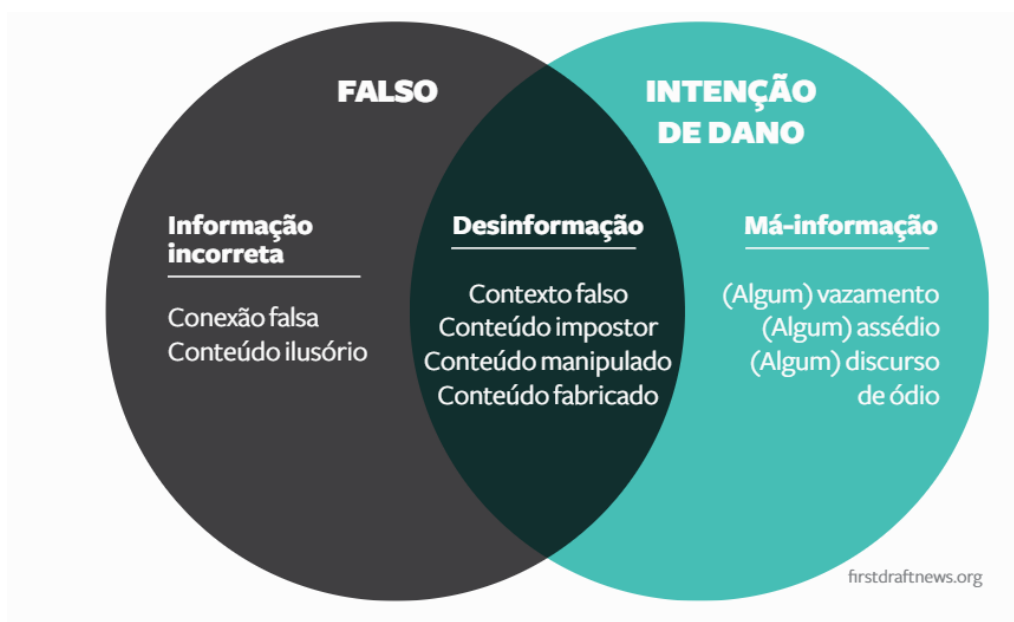 FALSO
INTENÇÃO
DE DANO
Informação
incorreta
Conexão falsa
Conteúdo ilusório
Desinformação
Contexto falso
Conteúdo impostor
Conteúdo manipulado
Conteúdo fabricado
Má-informação
(Algum) vazamento
(Algum) assédio
(Algum) discurso
de ódio
firstdraftnews.org